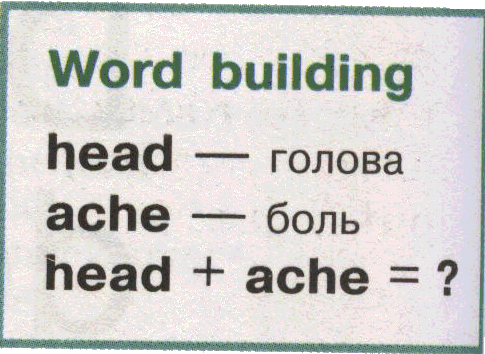 Word building
head — голова
ache — боль
head + ache = ?